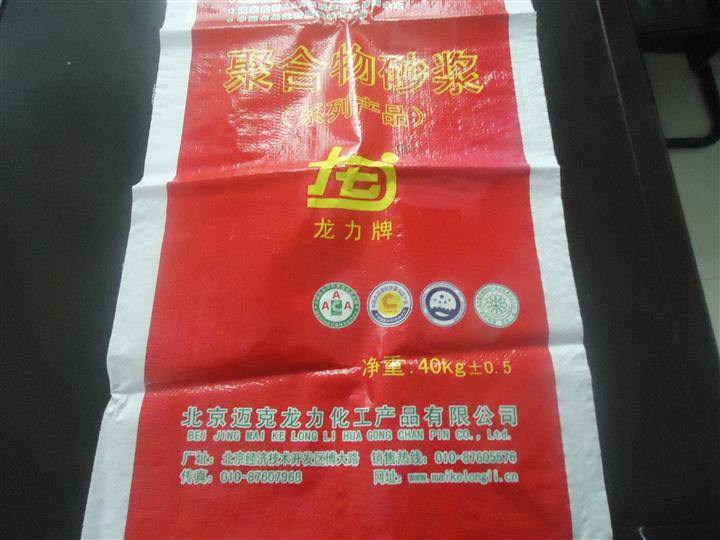 聚合物砂浆
（系列产品）
龙力牌
A
A A
净重:40kg±0.5
北京迈克龙力化工产品有限公司
BEI JING MAI KE LONG LI HUA GONG CHAN PIN CO., Ltd.
厂址: 北京经济技术开发区博大路 销售热线: 010-87605576
传真: 010-87607968 网址: www.maikelongli.cn